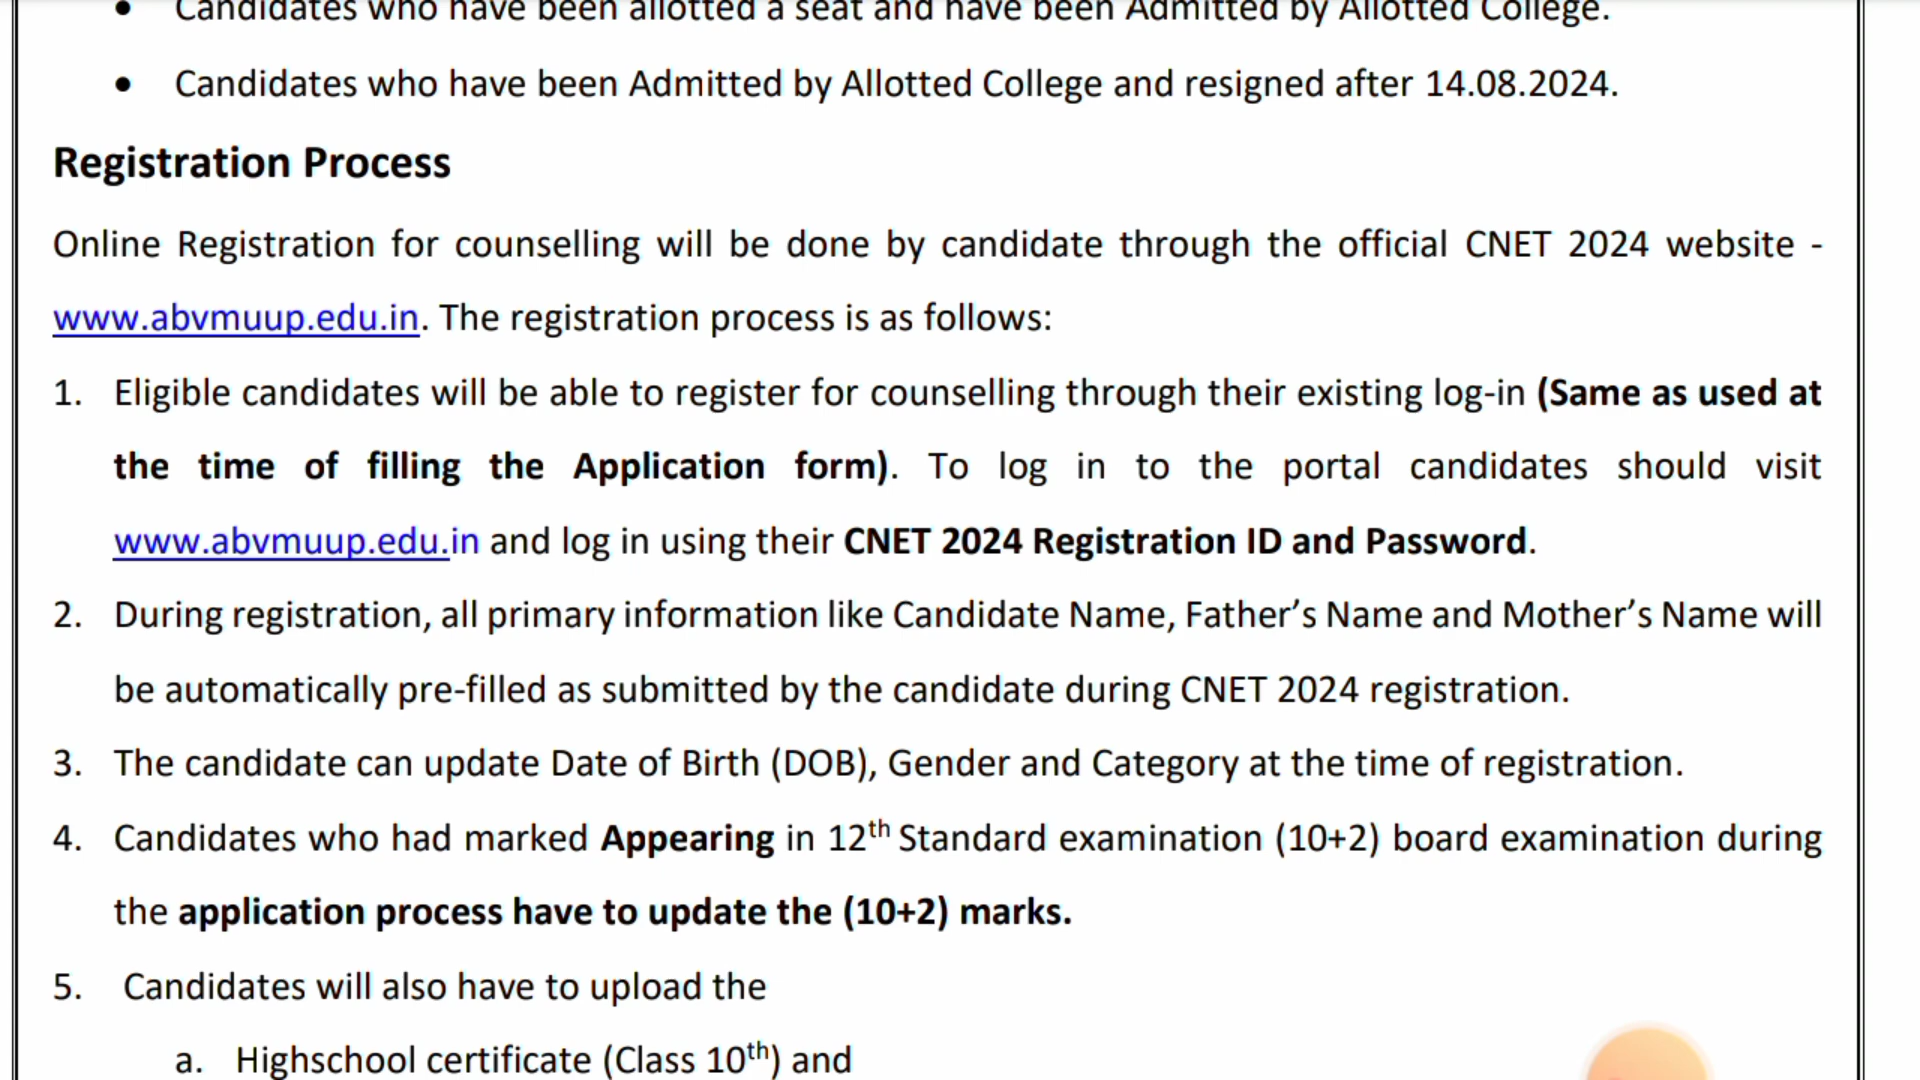 • Candidates who have been allotted a seat and have been Admitted by Allotted College.
• Candidates who have been Admitted by Allotted College and resigned after 14.08.2024.
Registration Process
Online Registration for counselling will be done by candidate through the official CNET 2024 website -
www.abvmuup.edu.in. The registration process is as follows:
1. Eligible candidates will be able to register for counselling through their existing log-in (Same as used at
the time of filling the Application form). To log in to the portal candidates should visit
www.abvmuup.edu.in and log in using their CNET 2024 Registration ID and Password.
2. During registration, all primary information like Candidate Name, Father’s Name and Mother’s Name will
be automatically pre-filled as submitted by the candidate during CNET 2024 registration.
3. The candidate can update Date of Birth (DOB), Gender and Category at the time of registration.
4. Candidates who had marked Appearing in 12th Standard examination (10+2) board examination during
the application process have to update the (10+2) marks.
5. Candidates will also have to upload the
a. Highschool certificate (Class 10th) and